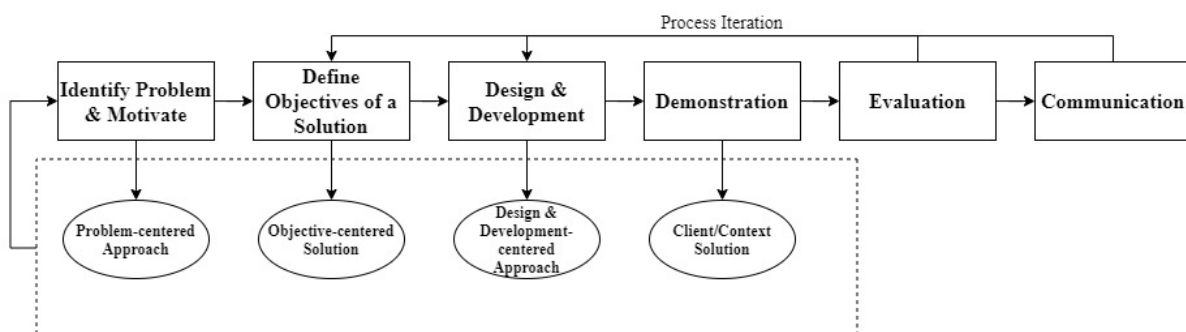 Process Iteration
Identify Problem
& Motivate
Define
Objectives of a
Solution
Design &
Development
Demonstration
Evaluation
Communication
Problem-centered
Approach
Objective-centered
Solution
Design &
Development-
centered
Approach
Client/Context
Solution